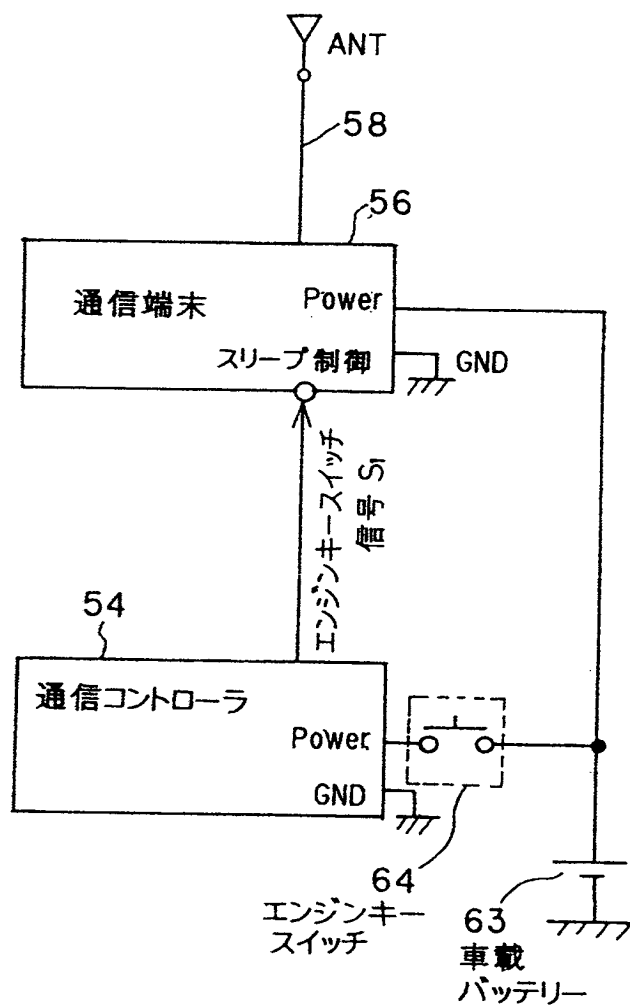 ANT
58
56
通信端末
Power
スリープ制御
GND
エンジンキースイッチ
信号 S1
54
通信コントローラ
Power
GND
64
エンジンキー
スイッチ
63
車載
バッテリー